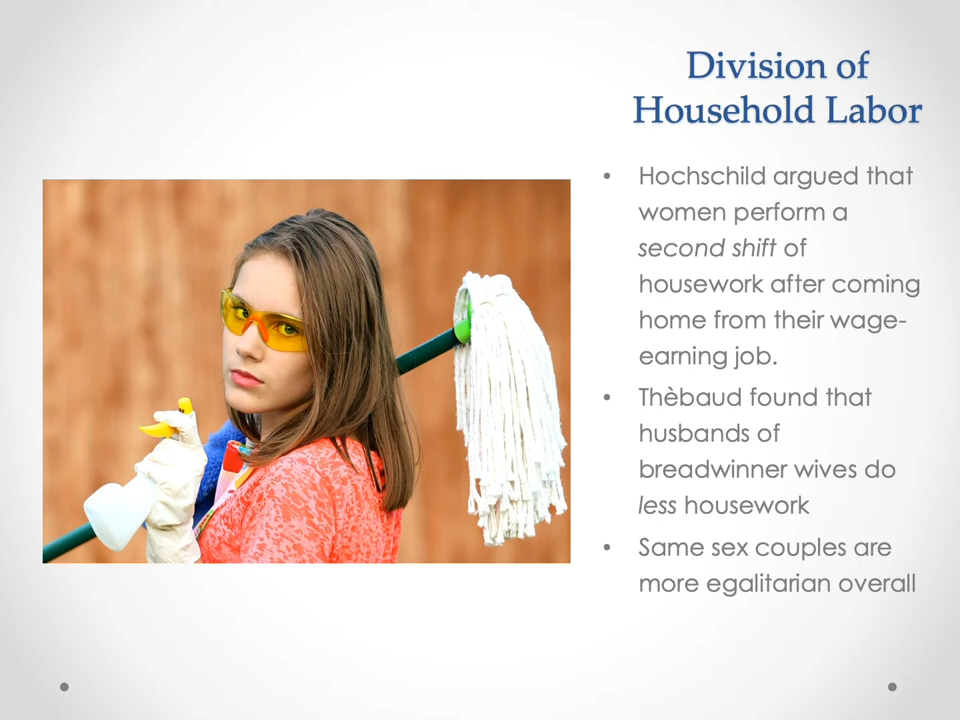 Division of
Household Labor
• Hochschild argued that
women perform a
second shift of
housework after coming
home from their wage-
earning job.
• Thèbaud found that
husbands of
breadwinner wives do
less housework
• Same sex couples are
more egalitarian overall